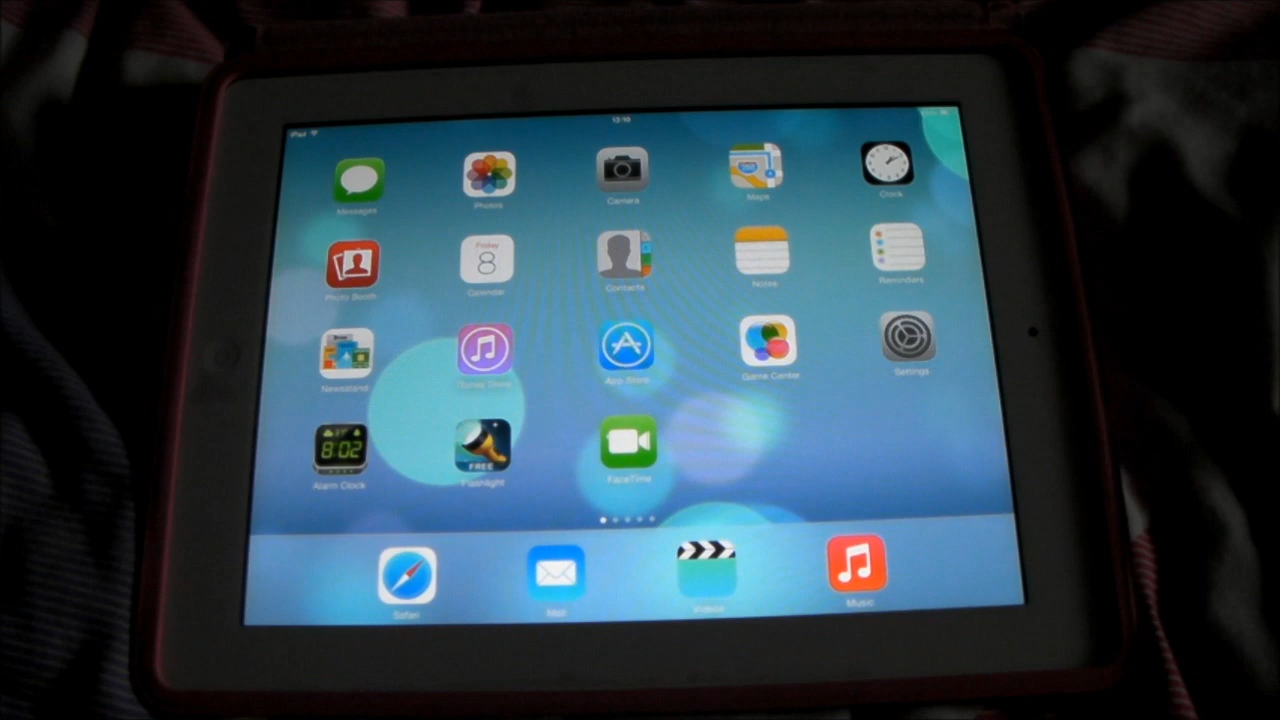 iPad 13:10
Messages Photos Camera Maps Clock
Friday
8
Photo Booth Calendar Contacts Notes Reminders
Newsstand iTunes Store App Store Game Center Settings
8:02
FREE
Alarm Clock Flashlight FaceTime
Safari Mail Videos Music